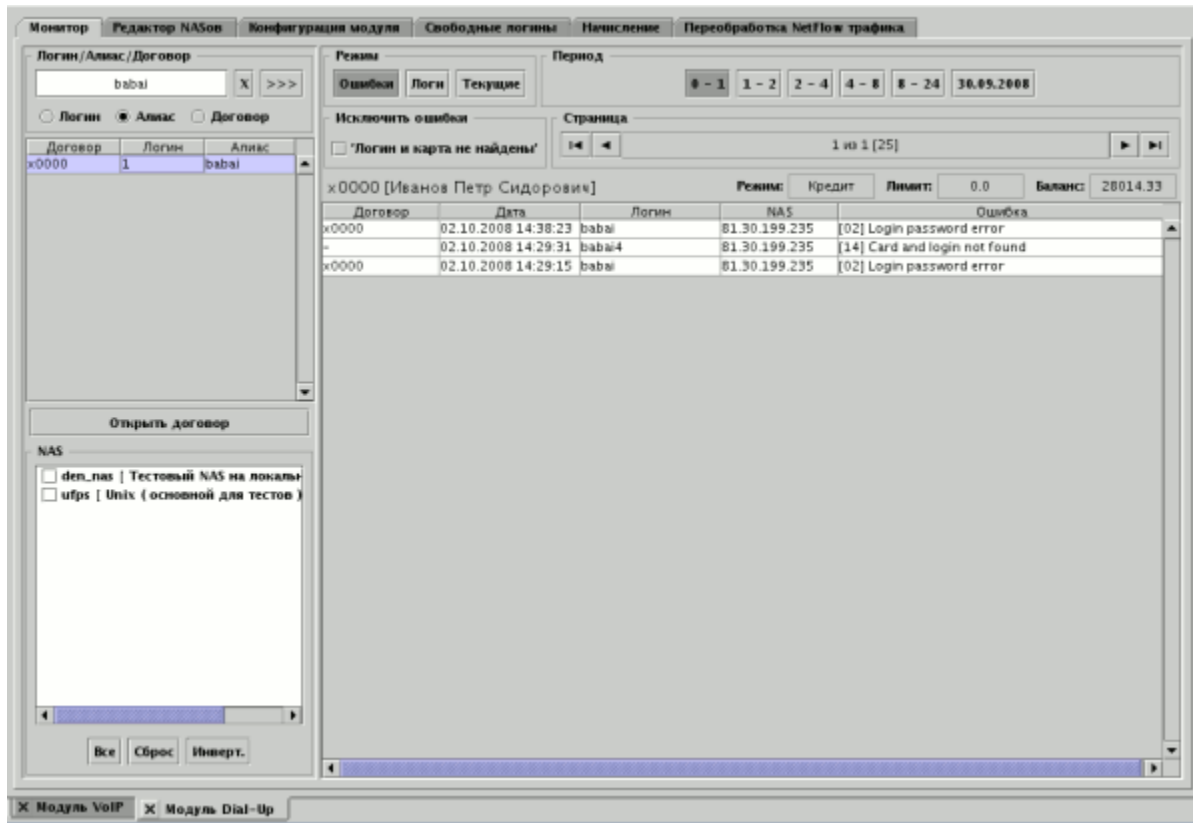 Монитор Редактор NASов Конфигурация модуля Свободные логины Начисление Переобработка Netflow трафика
Логин/Алиас/Договор
babai X >>>
Логин Алиас Договор
Договор Логин Алиас
x0000 1 babai
Открыть договор
NAS
den_nas [ Тестовый NAS на локальн
ufps [ Unix ( основной для тестов )
Все Сброс Инверт.
Режим
Ошибки Логи Текущие
Период
0 - 1 1 - 2 2 - 4 4 - 8 8 - 24 30.09.2008
Исключить ошибки
'Логин и карта не найдены'
Страница
1 из 1 [25]
x0000 [Иванов Петр Сидорович] Режим: Кредит Лимит: 0.0 Баланс: 28014.33
Договор Дата Логин NAS Ошибка
x0000 02.10.2008 14:38:23 babai 81.30.199.235 [02] Login password error
- 02.10.2008 14:29:31 babai4 81.30.199.235 [14] Card and login not found
x0000 02.10.2008 14:29:15 babai 81.30.199.235 [02] Login password error
X Модуль VoIP X Модуль Dial-Up